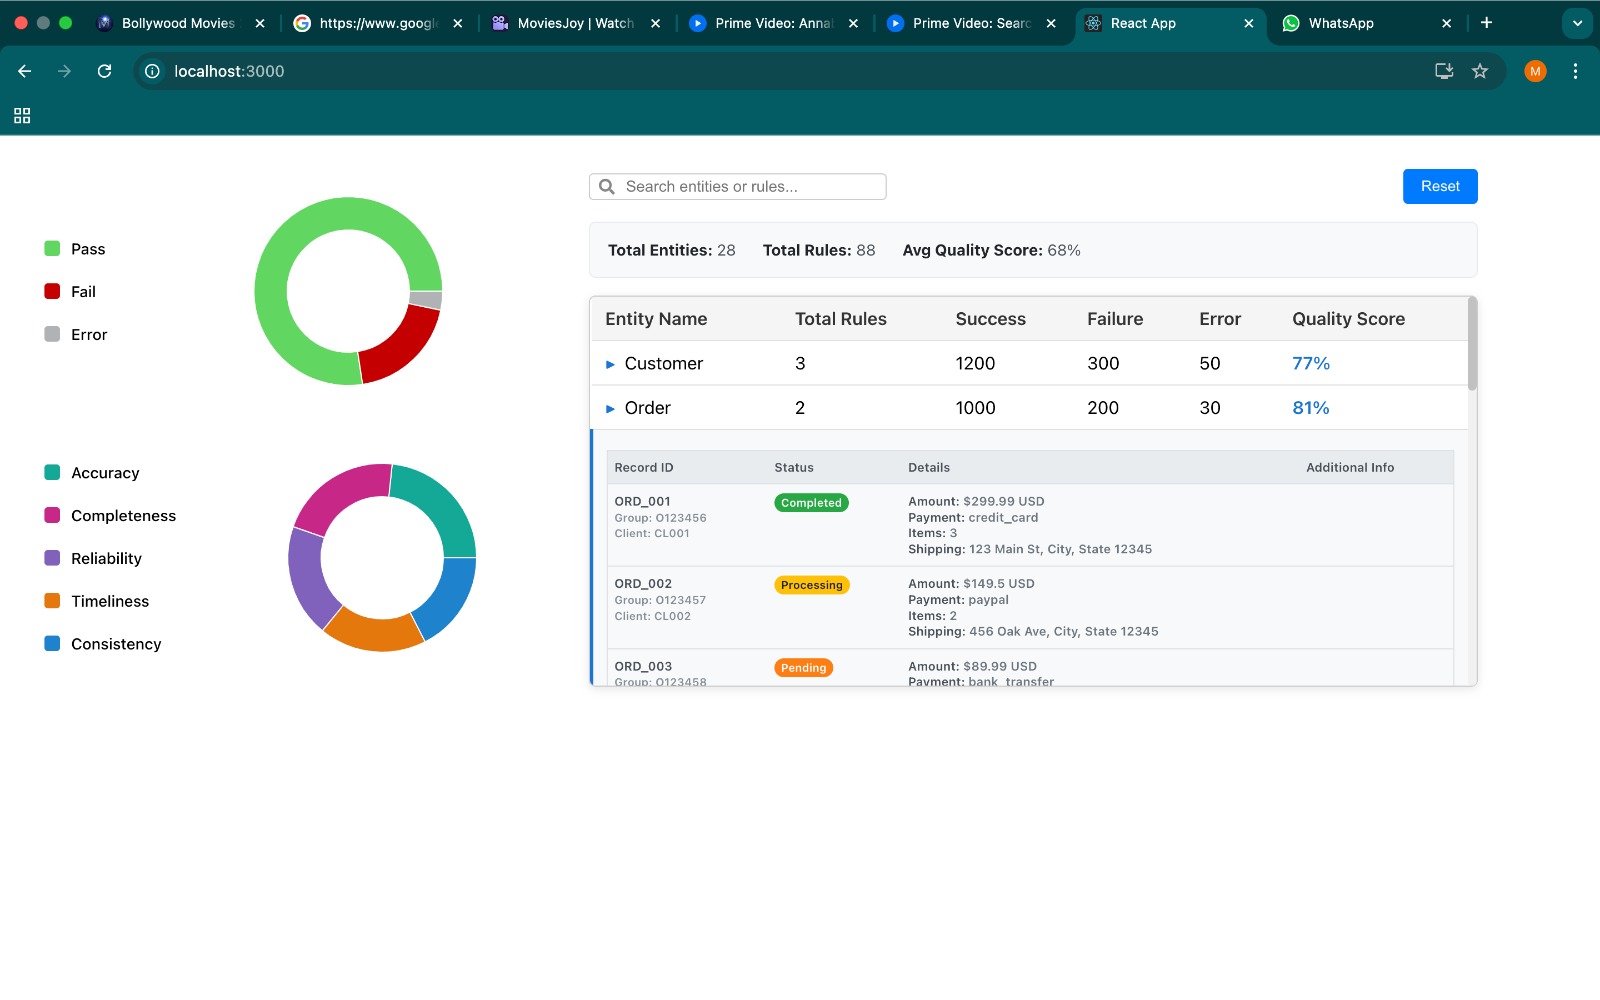 Bollywood Movies
https://www.googl
MoviesJoy | Watch
Prime Video: Anna
Prime Video: Searc
React App
WhatsApp
localhost:3000
M
Pass
Fail
Error
Accuracy
Completeness
Reliability
Timeliness
Consistency
Search entities or rules...
Reset
Total Entities: 28 Total Rules: 88 Avg Quality Score: 68%
Entity Name Total Rules Success Failure Error Quality Score
Customer 3 1200 300 50 77%
Order 2 1000 200 30 81%
Record ID Status Details Additional Info
ORD_001 Completed Amount: $299.99 USD
Group: O123456 Payment: credit_card
Client: CL001 Items: 3
Shipping: 123 Main St, City, State 12345
ORD_002 Processing Amount: $149.5 USD
Group: O123457 Payment: paypal
Client: CL002 Items: 2
Shipping: 456 Oak Ave, City, State 12345
ORD_003 Pending Amount: $89.99 USD
Group: O123458 Payment: bank_transfer